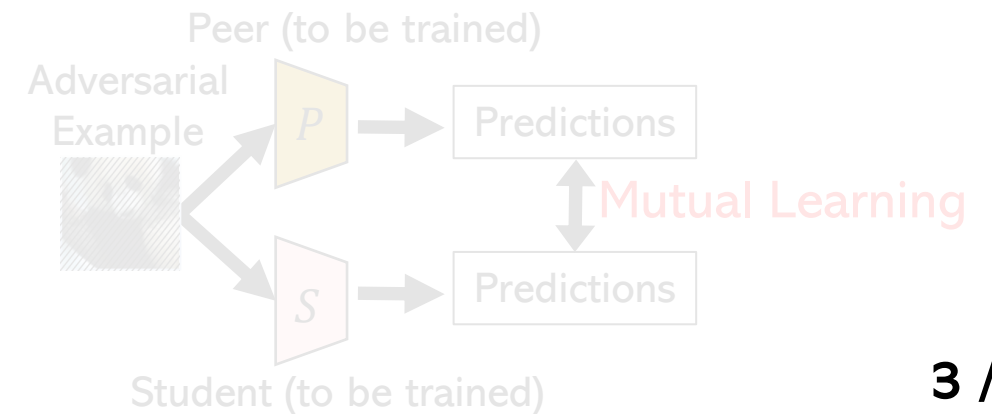 Peer (to be trained)
Adversarial
Example
P
Predictions
Mutual Learning
S
Predictions
Student (to be trained)
3 /